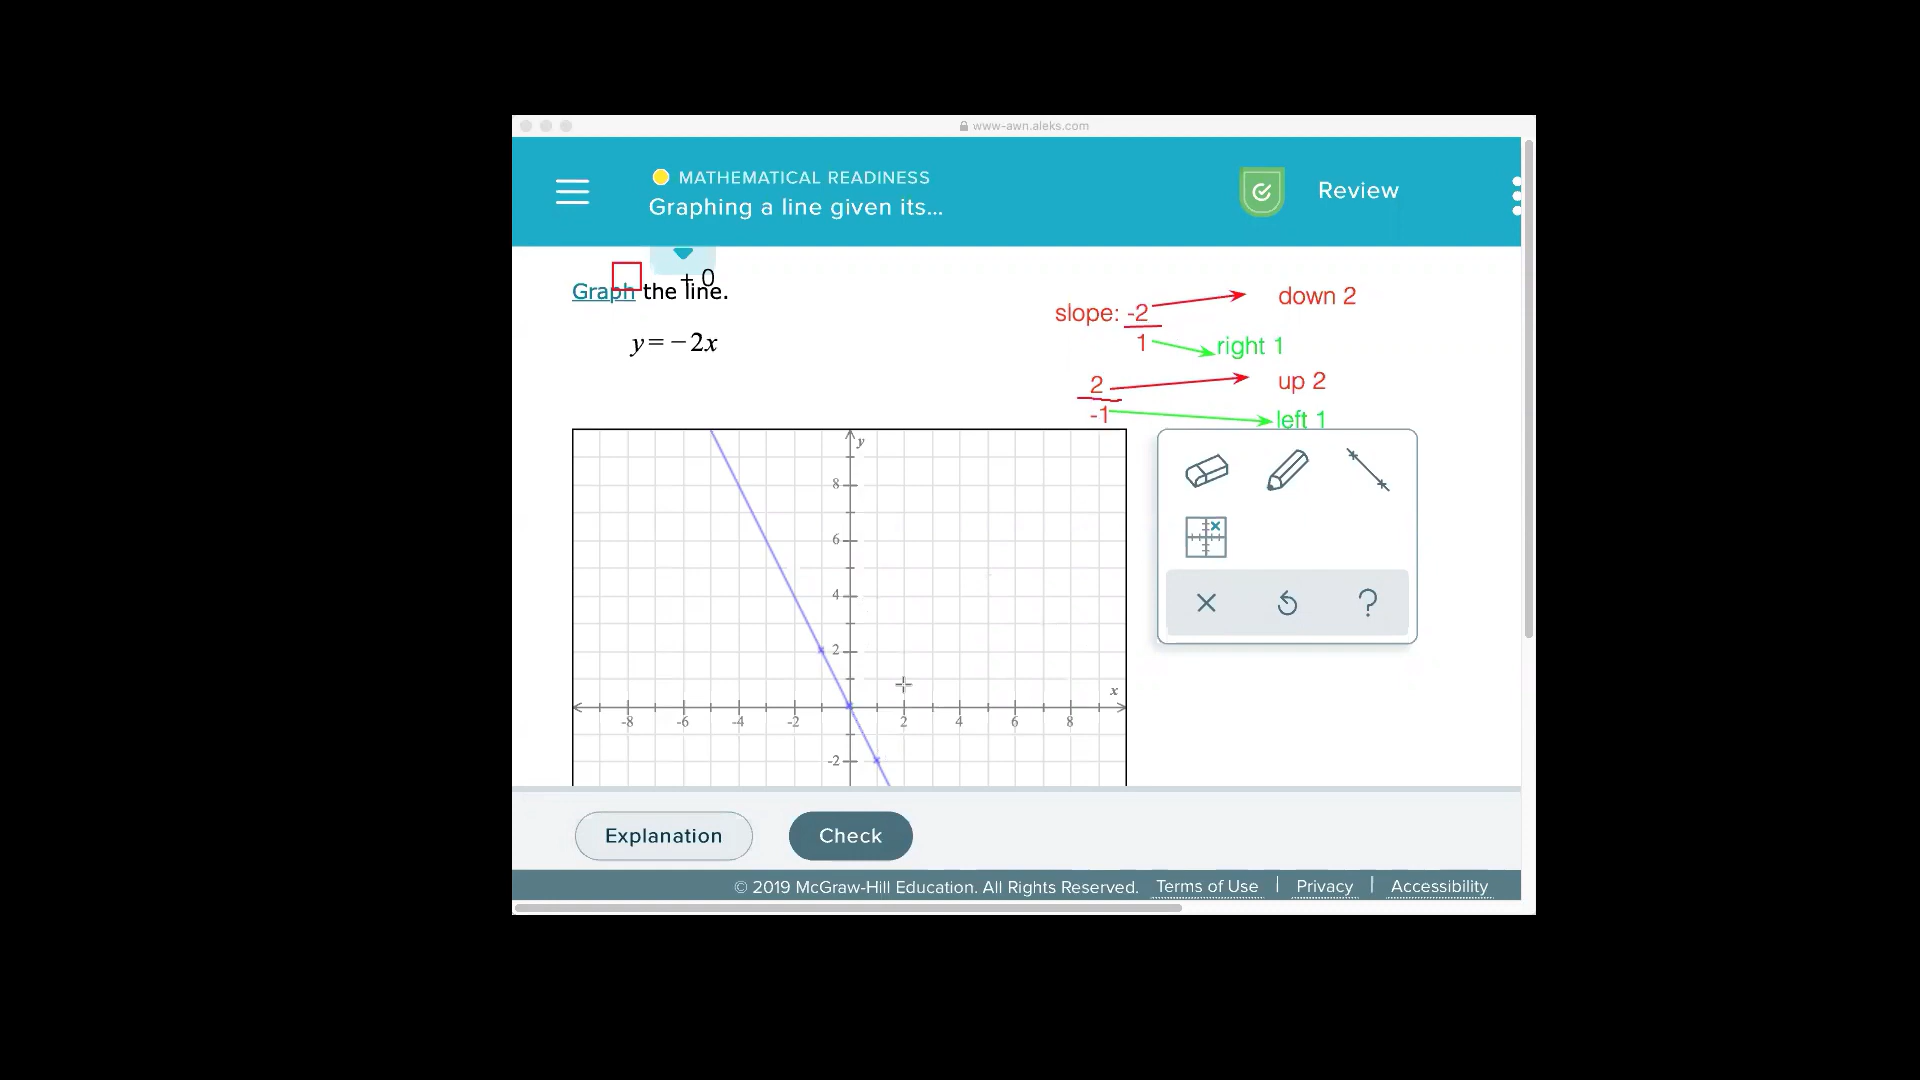 www-awn.aleks.com
MATHEMATICAL READINESS
Graphing a line given its...
Review
+ 0
Graph the line.
y = −2x
slope: -2
1
down 2
right 1
2
-1
up 2
left 1
y
8
6
4
2
x
-8 -6 -4 -2 2 4 6 8
-2
?
Explanation
Check
© 2019 McGraw-Hill Education. All Rights Reserved. Terms of Use | Privacy | Accessibility